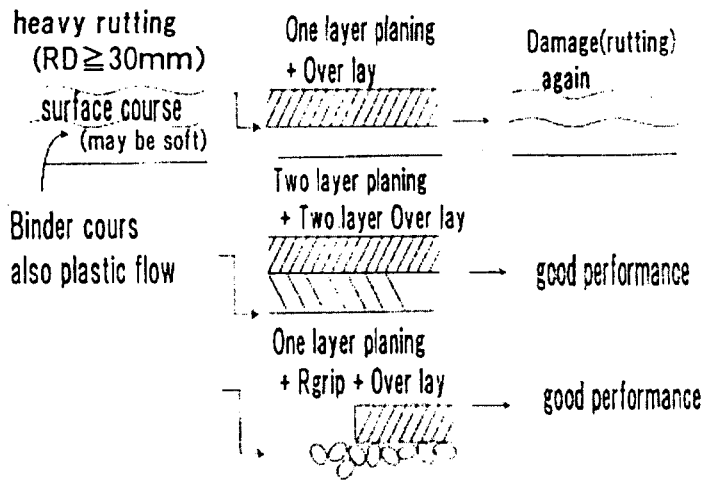 heavy rutting
(RD≧30mm)
surface course
(may be soft)
Binder cours
also plastic flow
One layer planing
+ Over lay
Damage(rutting)
again
Two layer planing
+ Two layer Over lay
good performance
One layer planing
+ Rgrip + Over lay
good performance